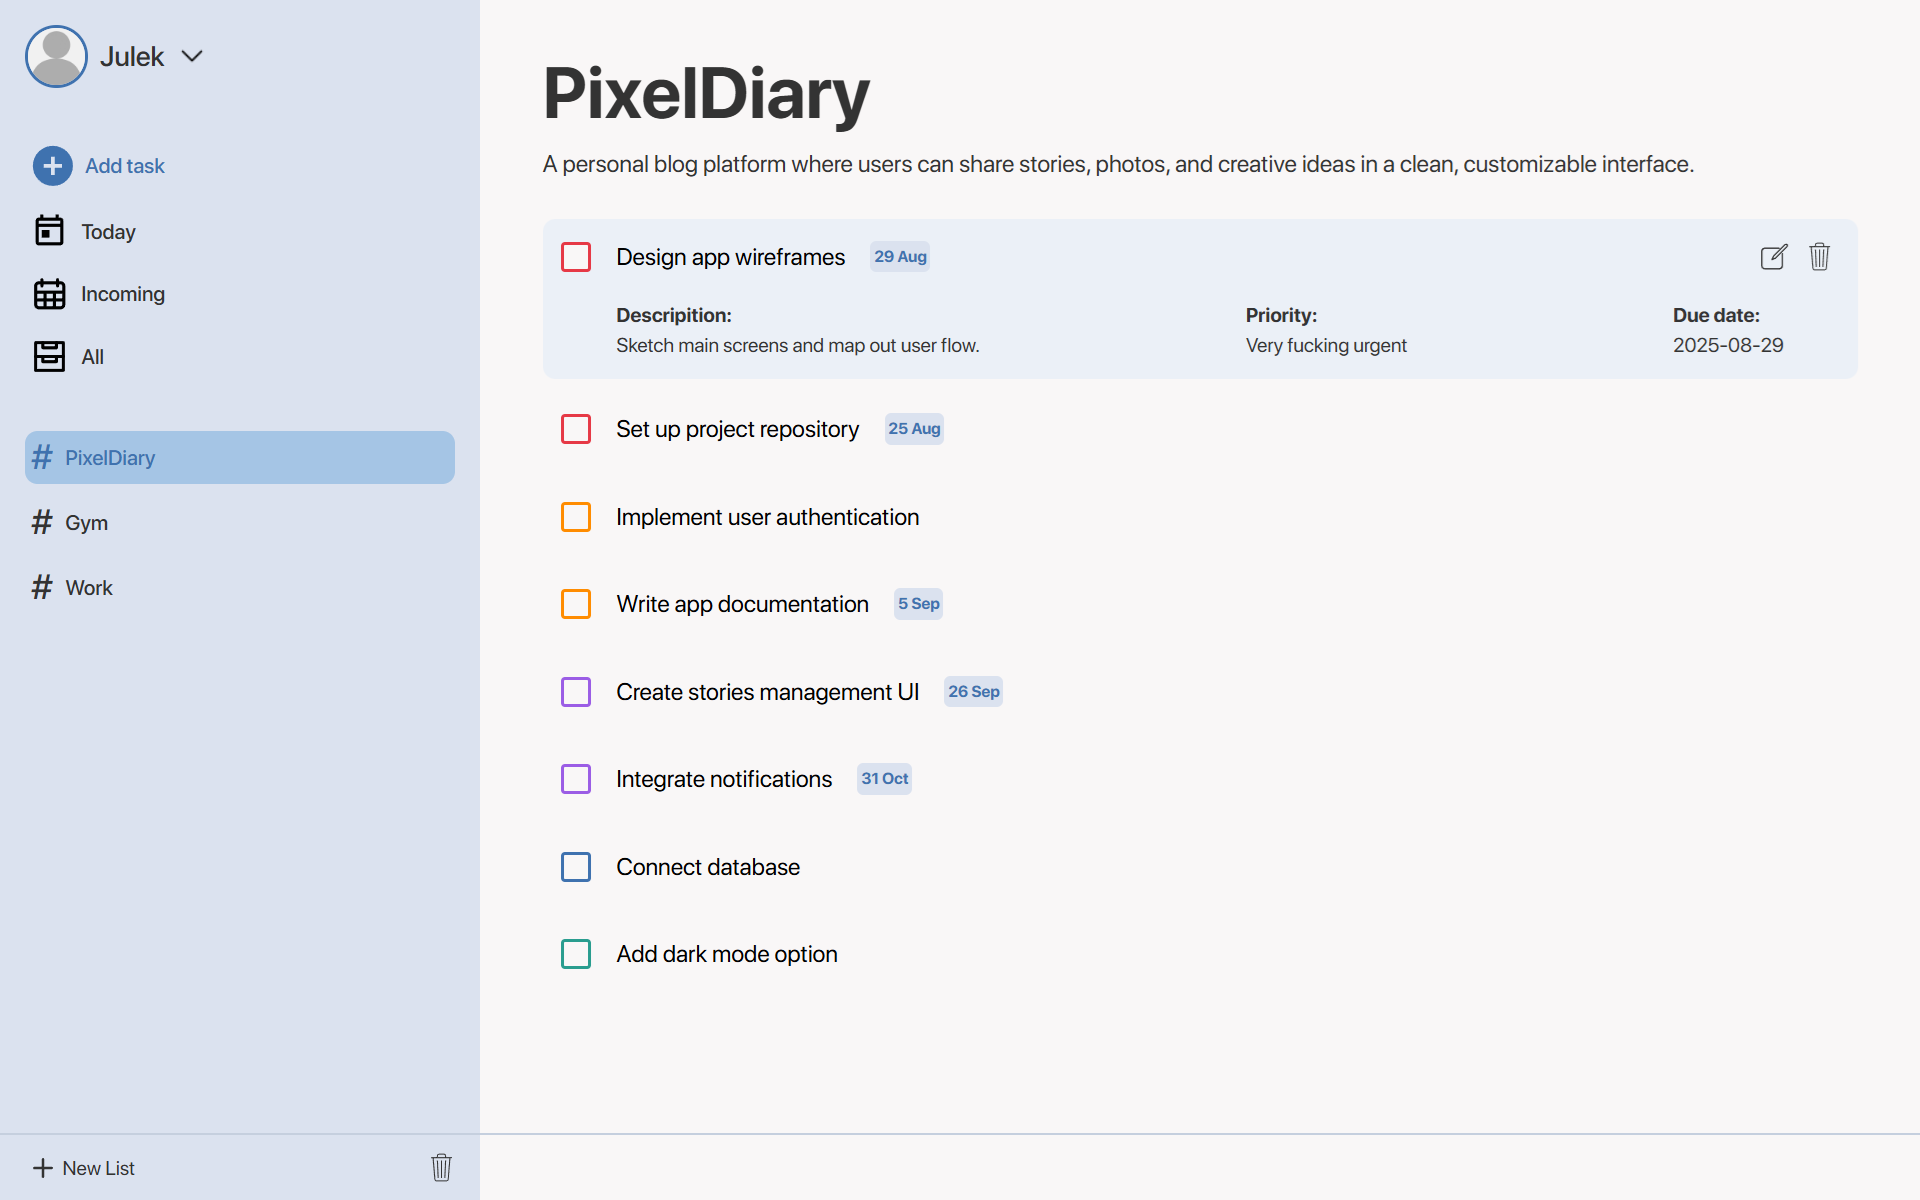 Julek
Add task
Today
Incoming
All
# PixelDiary
# Gym
# Work
New List
PixelDiary
A personal blog platform where users can share stories, photos, and creative ideas in a clean, customizable interface.
Design app wireframes 29 Aug
Descripition: Priority: Due date:
Sketch main screens and map out user flow. Very fucking urgent 2025-08-29
Set up project repository 25 Aug
Implement user authentication
Write app documentation 5 Sep
Create stories management UI 26 Sep
Integrate notifications 31 Oct
Connect database
Add dark mode option